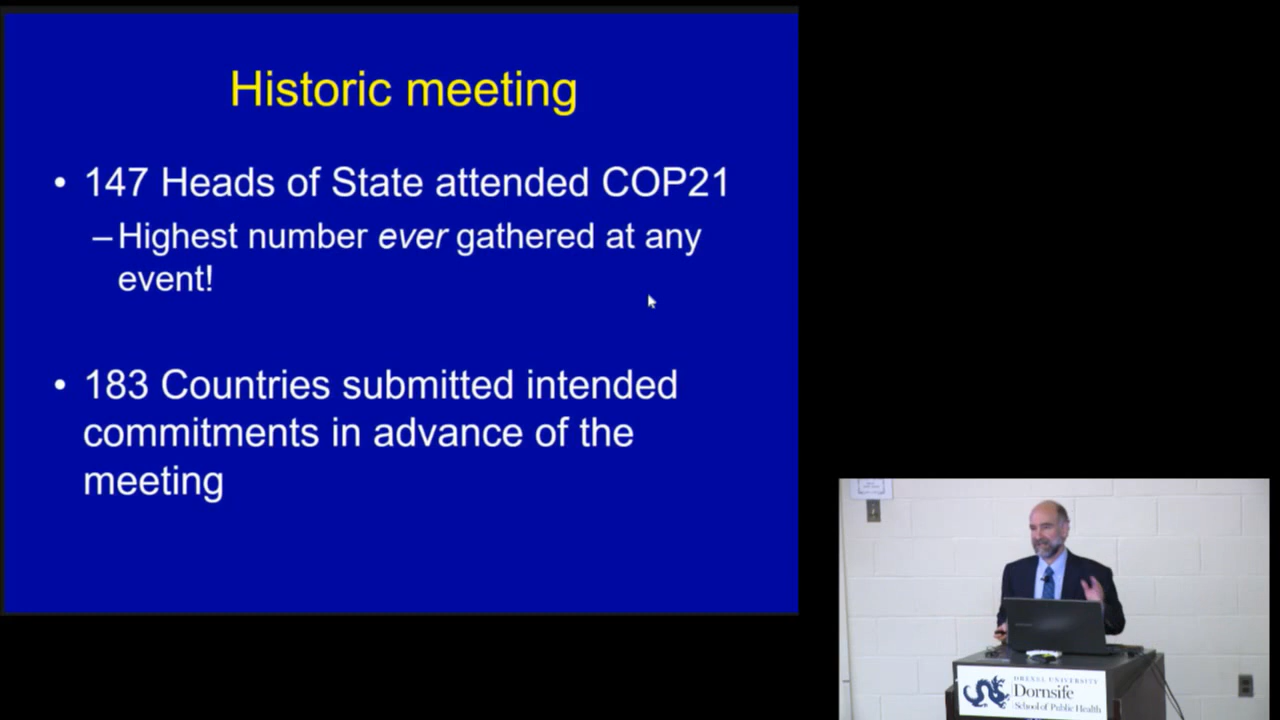 Historic meeting
• 147 Heads of State attended COP21
– Highest number ever gathered at any
event!
• 183 Countries submitted intended
commitments in advance of the
meeting
DREXEL UNIVERSITY
Dornsife
School of Public Health